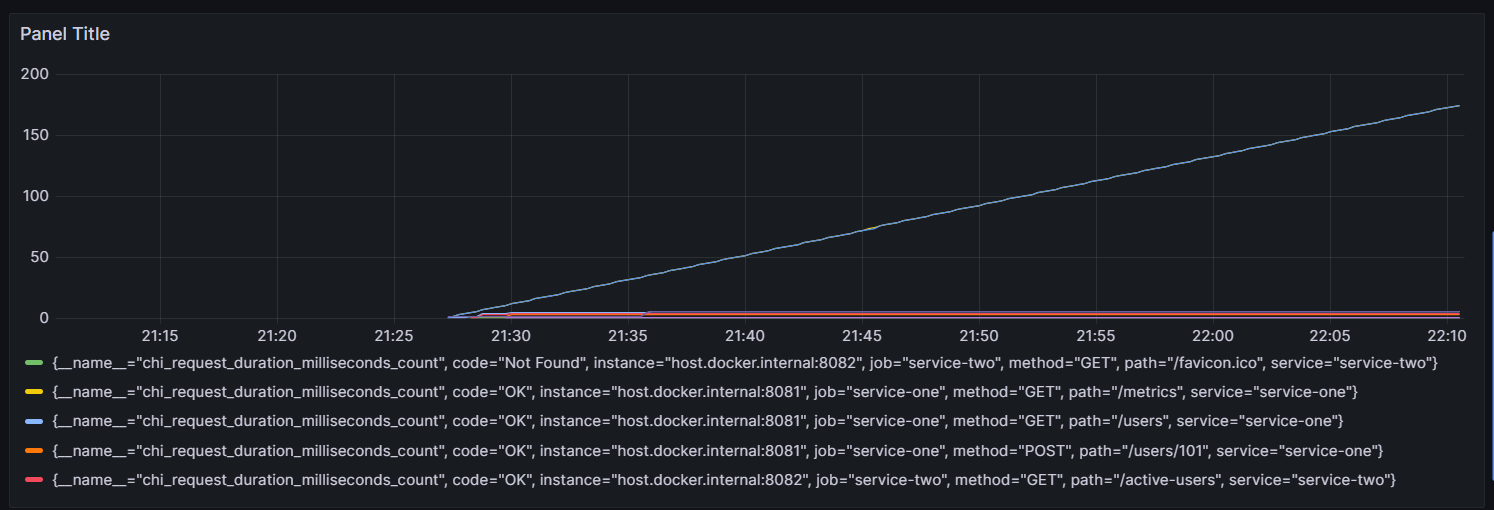 Panel Title
200
150
100
50
0
21:15 21:20 21:25 21:30 21:35 21:40 21:45 21:50 21:55 22:00 22:05 22:10
{__name__="chi_request_duration_milliseconds_count", code="Not Found", instance="host.docker.internal:8082", job="service-two", method="GET", path="/favicon.ico", service="service-two"}
{__name__="chi_request_duration_milliseconds_count", code="OK", instance="host.docker.internal:8081", job="service-one", method="GET", path="/metrics", service="service-one"}
{__name__="chi_request_duration_milliseconds_count", code="OK", instance="host.docker.internal:8081", job="service-one", method="GET", path="/users", service="service-one"}
{__name__="chi_request_duration_milliseconds_count", code="OK", instance="host.docker.internal:8081", job="service-one", method="POST", path="/users/101", service="service-one"}
{__name__="chi_request_duration_milliseconds_count", code="OK", instance="host.docker.internal:8082", job="service-two", method="GET", path="/active-users", service="service-two"}